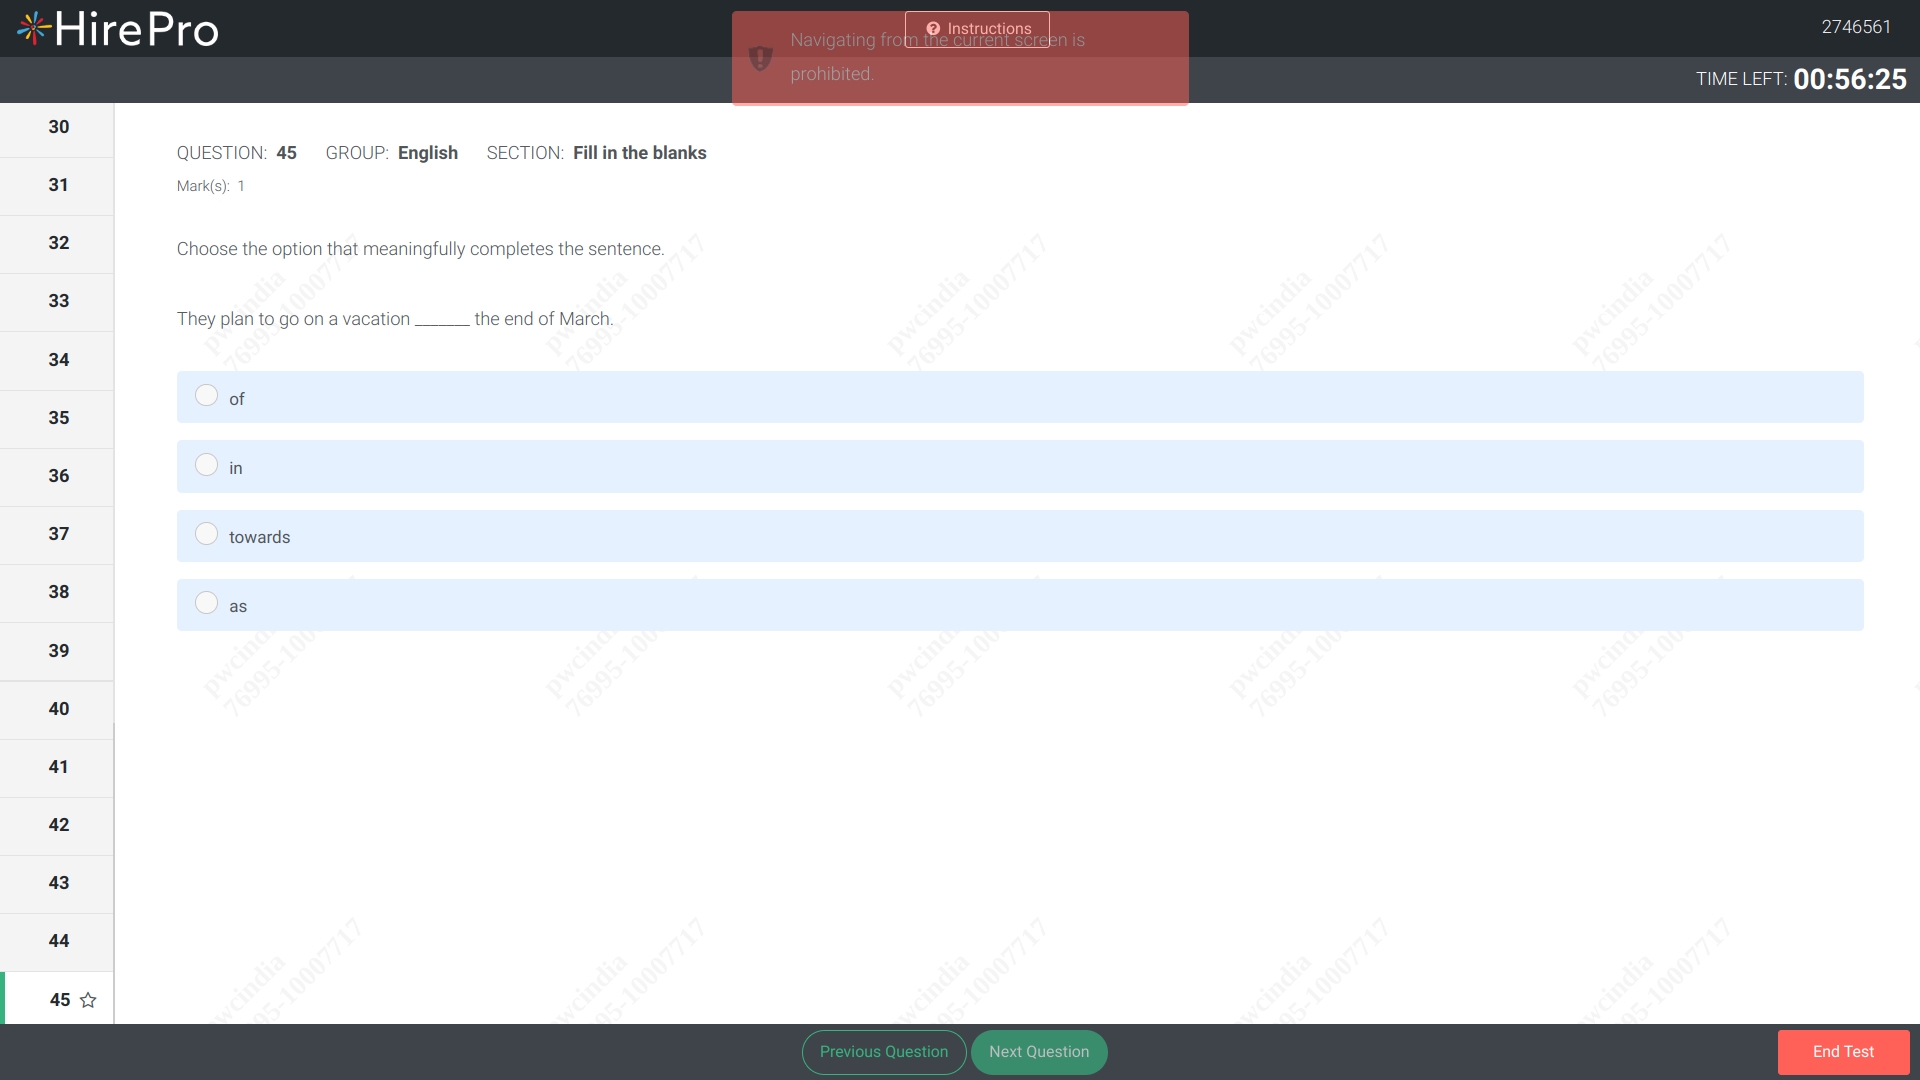 HirePro
Instructions
Navigating from the current screen is
prohibited.
2746561
TIME LEFT: 00:56:25
30
31
32
33
34
35
36
37
38
39
40
41
42
43
44
45
QUESTION: 45 GROUP: English SECTION: Fill in the blanks
Mark(s): 1
Choose the option that meaningfully completes the sentence.
They plan to go on a vacation _______ the end of March.
of
in
towards
as
pwcindia
76995-10007717
Previous Question
Next Question
End Test